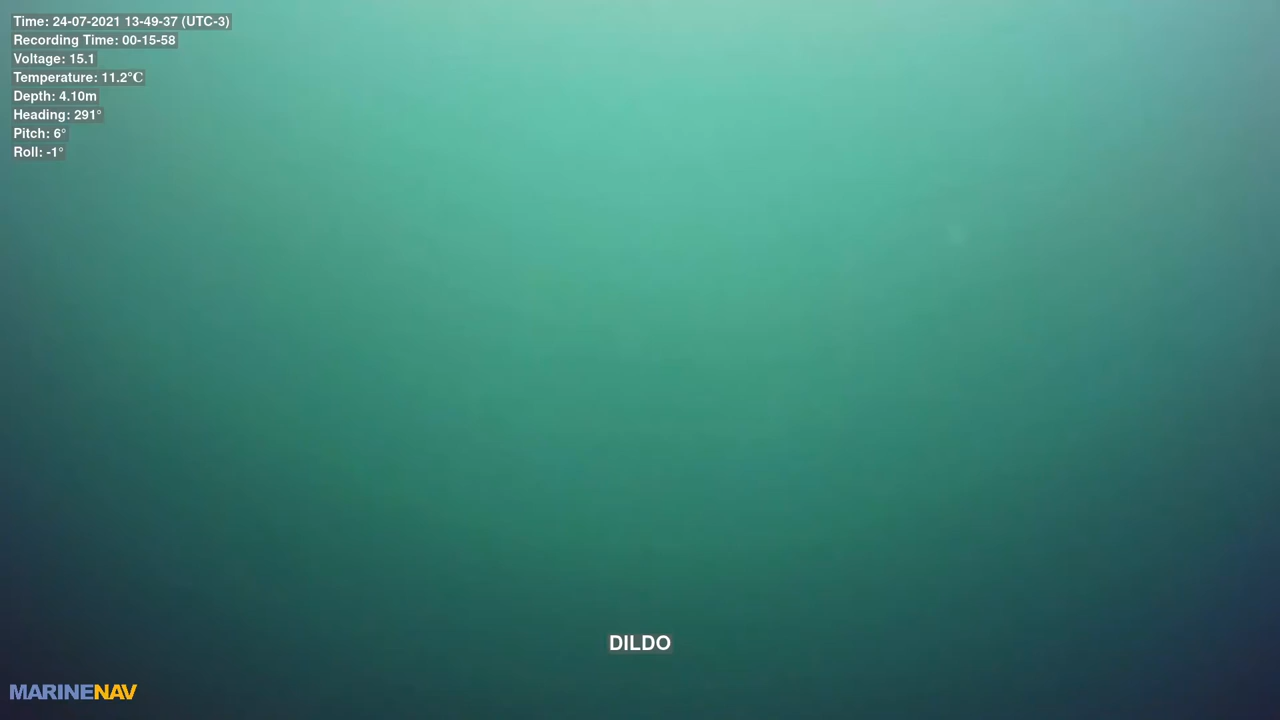 Time: 24-07-2021 13-49-37 (UTC-3)
Recording Time: 00-15-58
Voltage: 15.1
Temperature: 11.2°C
Depth: 4.10m
Heading: 291°
Pitch: 6°
Roll: -1°
DILDO
MARINENAV